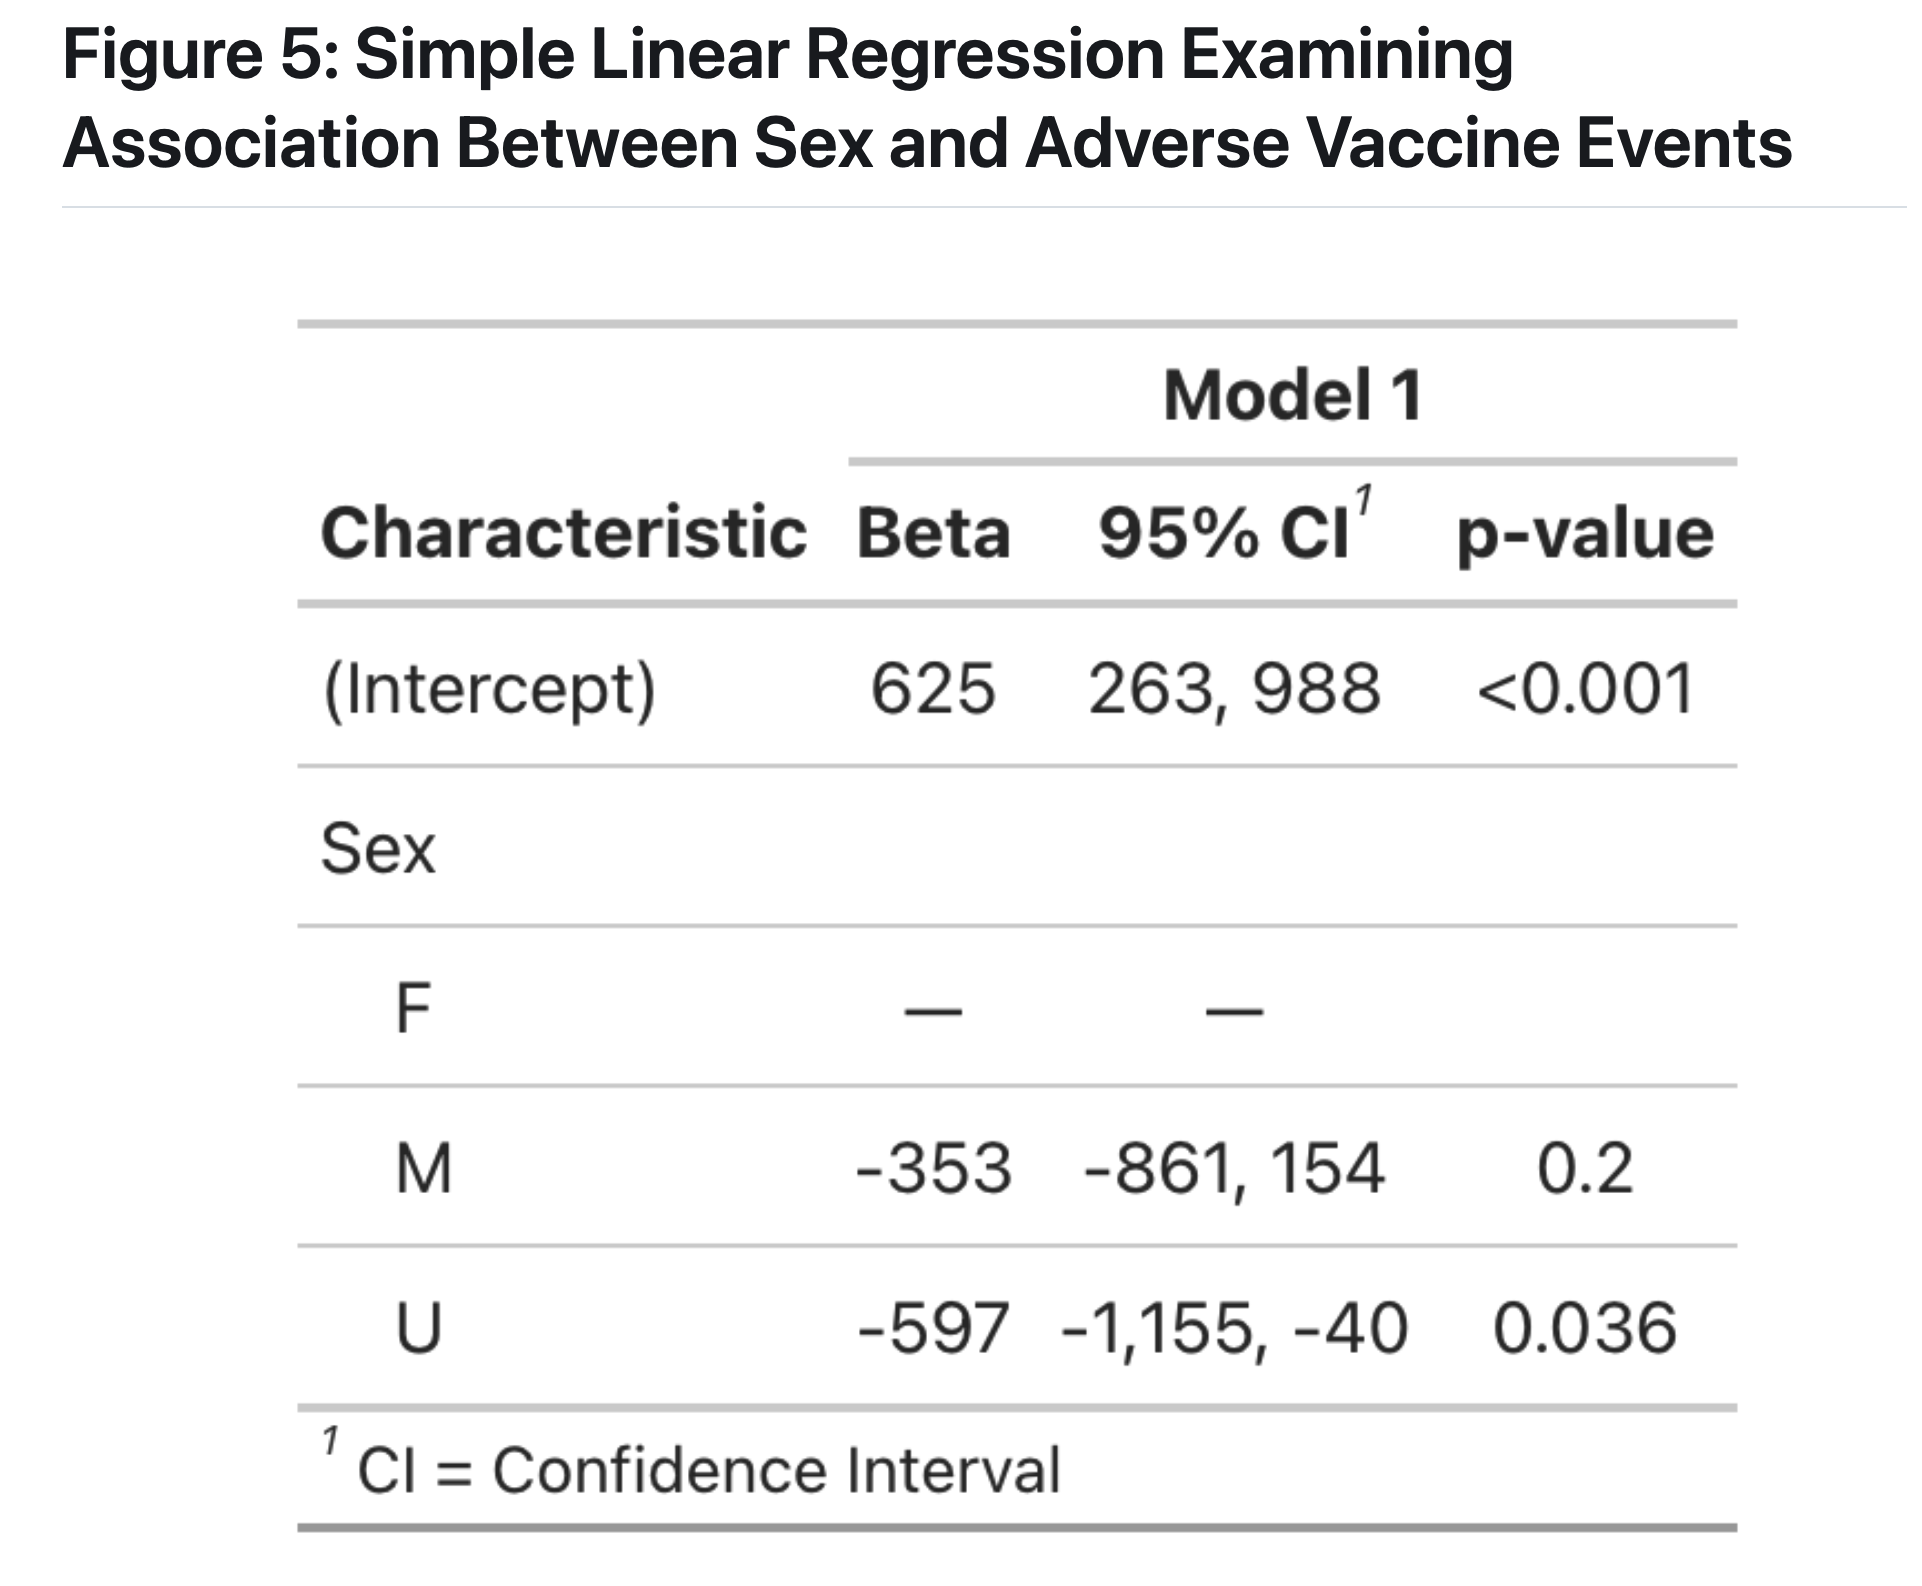 Figure 5: Simple Linear Regression Examining
Association Between Sex and Adverse Vaccine Events
Model 1
Characteristic Beta 95% CI¹ p-value
(Intercept) 625 263, 988 <0.001
Sex
F — —
M -353 -861, 154 0.2
U -597 -1,155, -40 0.036
¹ CI = Confidence Interval